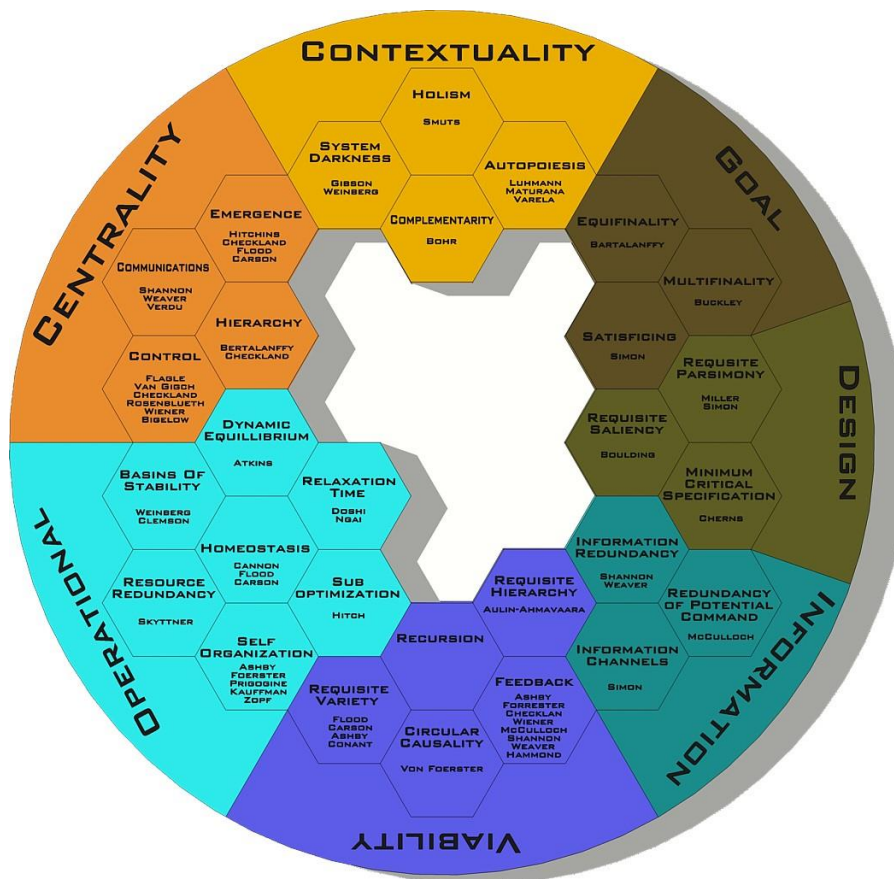 CONTEXTUALITY
HOLISM
SMUTS
SYSTEM
DARKNESS
GIBSON
WEINBERG
AUTOPOIESIS
LUHMANN
MATURANA
VARELA
COMPLEMENTARITY
BOHR
GOAL
EQUIFINALITY
BARTALANFFY
MULTIFINALITY
BUCKLEY
SATISFICING
SIMON
DESIGN
REQUSITE
PARSIMONY
MILLER
SIMON
REQUISITE
SALIENCY
BOULDING
MINIMUM
CRITICAL
SPECIFICATION
CHERNS
INFORMATION
INFORMATION
REDUNDANCY
SHANNON
WEAVER
REDUNDANCY
OF POTENTIAL
COMMAND
MCCULLOCH
INFORMATION
CHANNELS
SIMON
VIABILITY
REQUISITE
HIERARCHY
AULIN-AHMAVAARA
RECURSION
FEEDBACK
ASHBY
FORRESTER
CHECKLAN
WIENER
MCCULLOCH
SHANNON
WEAVER
HAMMOND
REQUISITE
VARIETY
FLOOD
CARSON
ASHBY
CONANT
CIRCULAR
CAUSALITY
VON FOERSTER
OPERATIONAL
DYNAMIC
EQUILLIBRIUM
ATKINS
BASINS OF
STABILITY
WEINBERG
CLEMSON
RELAXATION
TIME
DOSHI
NGAI
HOMEOSTASIS
CANNON
FLOOD
CARSON
RESOURCE
REDUNDANCY
SKYTTNER
SUB
OPTIMIZATION
HITCH
SELF
ORGANIZATION
ASHBY
FOERSTER
PRIGOGINE
KAUFFMAN
ZOPF
CENTRALITY
EMERGENCE
HITCHINS
CHECKLAND
FLOOD
CARSON
COMMUNICATIONS
SHANNON
WEAVER
VERDU
HIERARCHY
BERTALANFFY
CHECKLAND
CONTROL
FLAGLE
VAN GIGCH
CHECKLAND
ROSENBLUETH
WIENER
BIGELOW